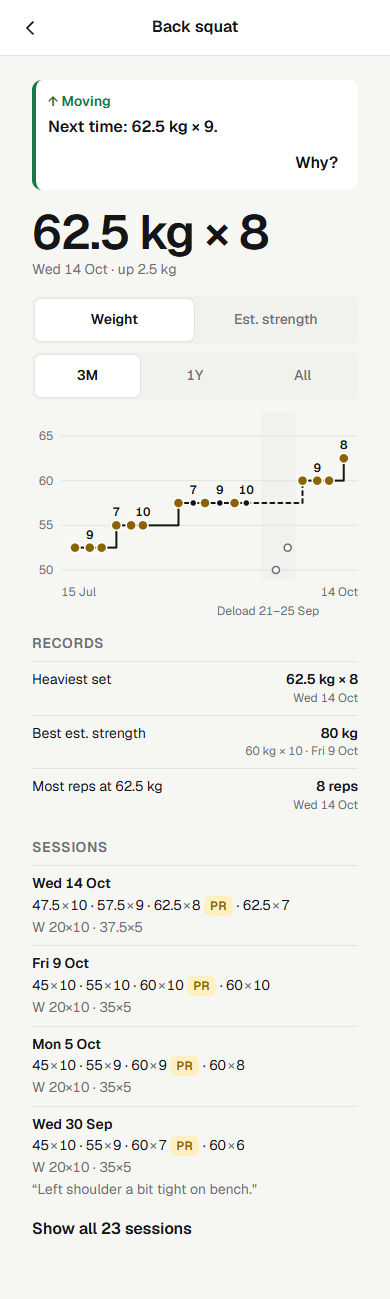 Back squat
↑ Moving
Next time: 62.5 kg × 9.
Why?
62.5 kg × 8
Wed 14 Oct · up 2.5 kg
Weight Est. strength
3M 1Y All
65
60
55
50
9
7
10
7
9
10
9
8
15 Jul 14 Oct
Deload 21–25 Sep
RECORDS
Heaviest set 62.5 kg × 8
Wed 14 Oct
Best est. strength 80 kg
60 kg × 10 · Fri 9 Oct
Most reps at 62.5 kg 8 reps
Wed 14 Oct
SESSIONS
Wed 14 Oct
47.5×10 · 57.5×9 · 62.5×8 PR · 62.5×7
W 20×10 · 37.5×5
Fri 9 Oct
45×10 · 55×10 · 60×10 PR · 60×10
W 20×10 · 35×5
Mon 5 Oct
45×10 · 55×9 · 60×9 PR · 60×8
W 20×10 · 35×5
Wed 30 Sep
45×10 · 55×9 · 60×7 PR · 60×6
W 20×10 · 35×5
“Left shoulder a bit tight on bench.”
Show all 23 sessions